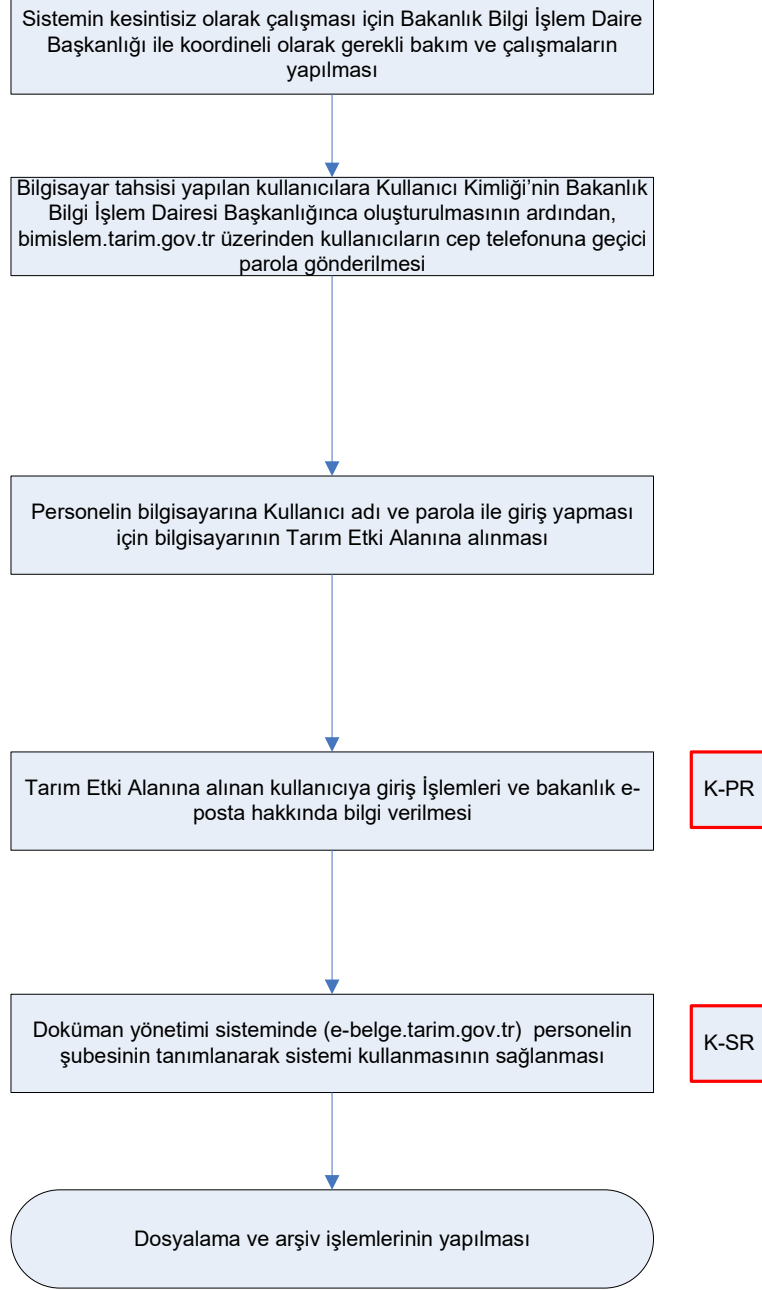 Sistemin kesintisiz olarak çalışması için Bakanlık Bilgi İşlem Daire
Başkanlığı ile koordineli olarak gerekli bakım ve çalışmaların
yapılması
Bilgisayar tahsisi yapılan kullanıcılara Kullanıcı Kimliği’nin Bakanlık
Bilgi İşlem Dairesi Başkanlığınca oluşturulmasının ardından,
bimislem.tarim.gov.tr üzerinden kullanıcıların cep telefonuna geçici
parola gönderilmesi
Personelin bilgisayarına Kullanıcı adı ve parola ile giriş yapması
için bilgisayarının Tarım Etki Alanına alınması
Tarım Etki Alanına alınan kullanıcıya giriş İşlemleri ve bakanlık e-
posta hakkında bilgi verilmesi
K-PR
Doküman yönetimi sisteminde (e-belge.tarim.gov.tr) personelin
şubesinin tanımlanarak sistemi kullanmasının sağlanması
K-SR
Dosyalama ve arşiv işlemlerinin yapılması